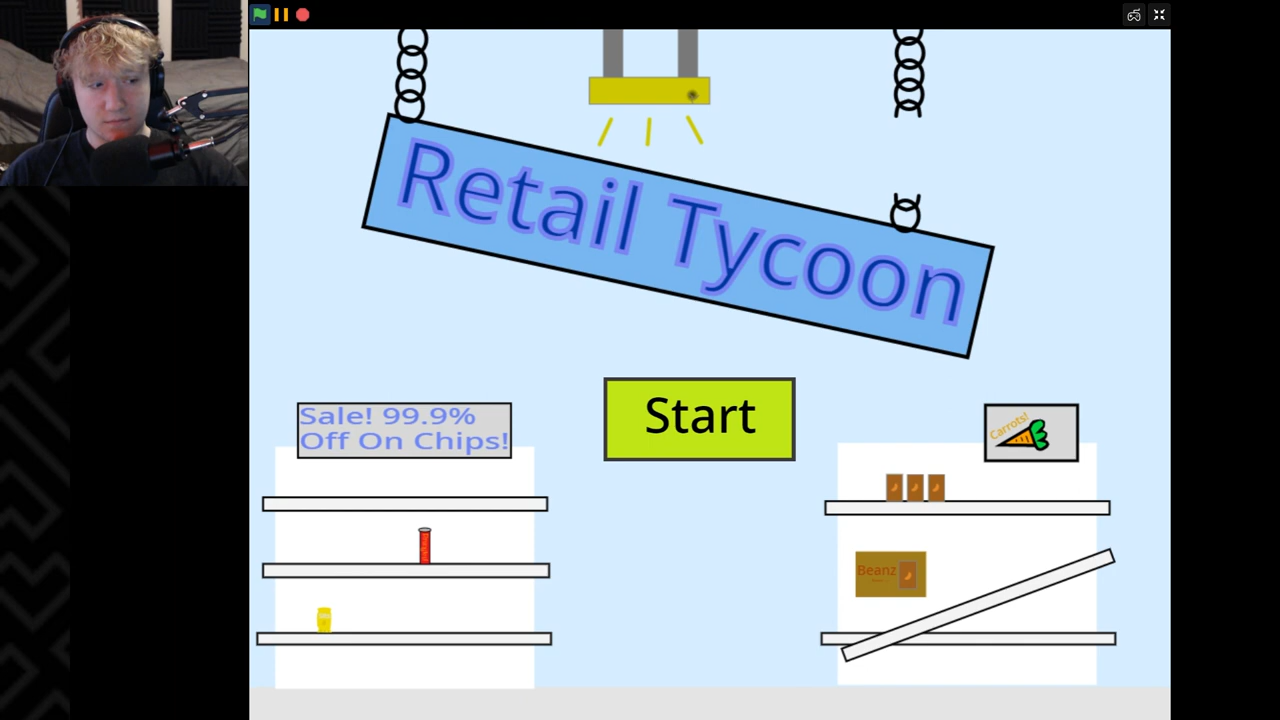 Retail Tycoon
Start
Sale! 99.9%
Off On Chips!
Carrots!
Beanz